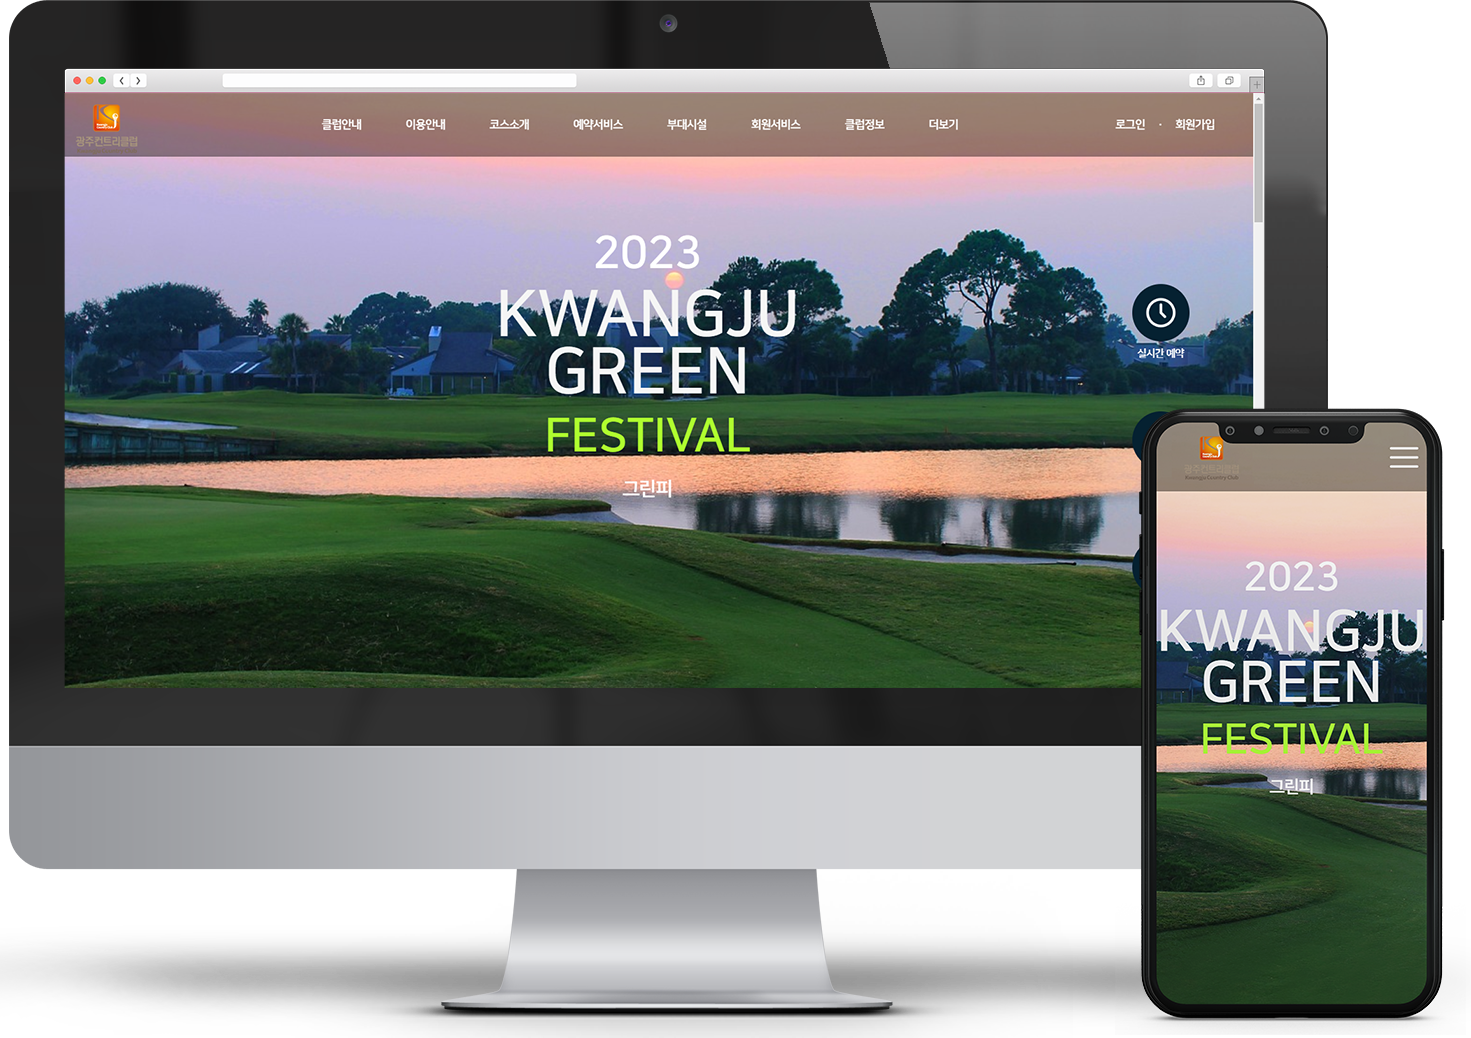 광주컨트리클럽
클럽안내 이용안내 코스소개 예약서비스 부대시설 회원서비스 클럽정보 더보기
로그인 · 회원가입
2023
KWANGJU
GREEN
FESTIVAL
그린피
실시간 예약
광주컨트리클럽
Kwangju Country Club
2023
KWANGJU
GREEN
FESTIVAL
그린피